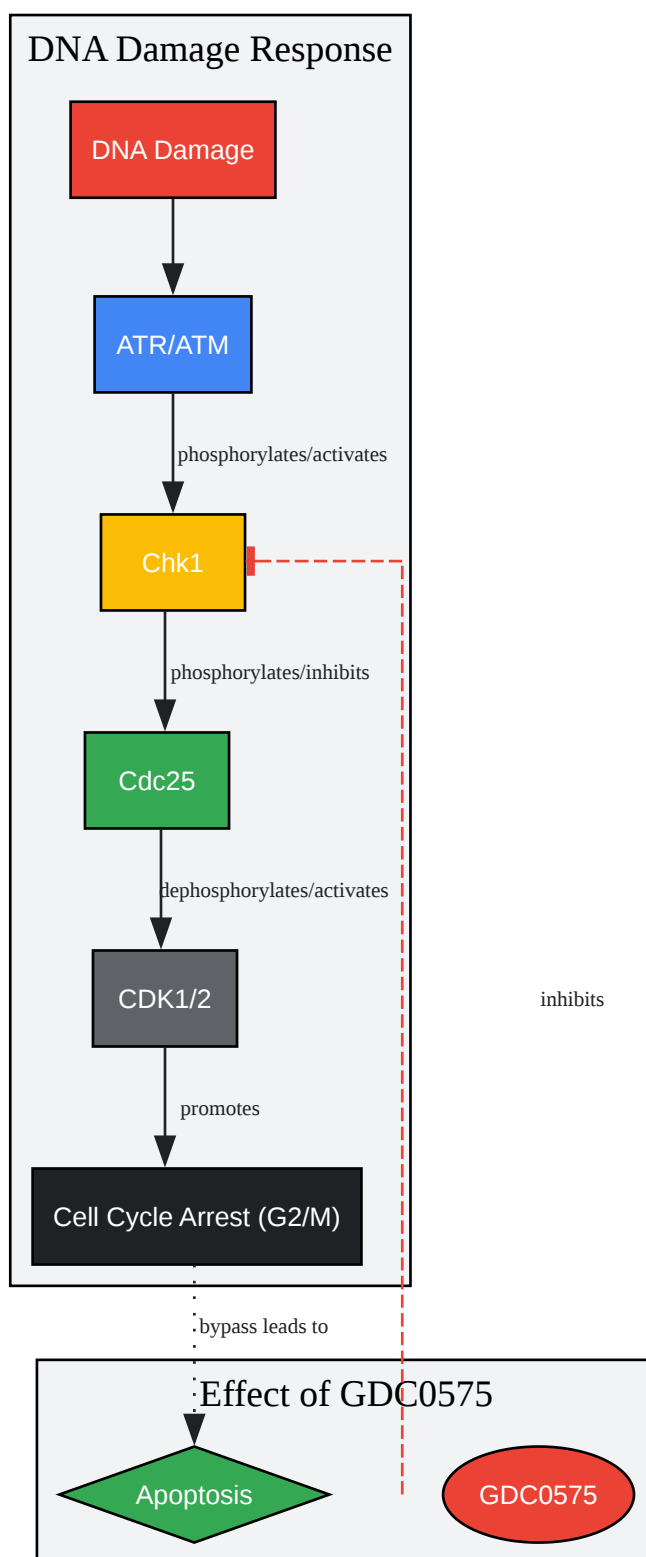 DNA Damage Response
DNA Damage
ATR/ATM
phosphorylates/activates
Chk1
phosphorylates/inhibits
Cdc25
dephosphorylates/activates
CDK1/2
inhibits
promotes
Cell Cycle Arrest (G2/M)
bypass leads to
Effect of GDC0575
Apoptosis
GDC0575